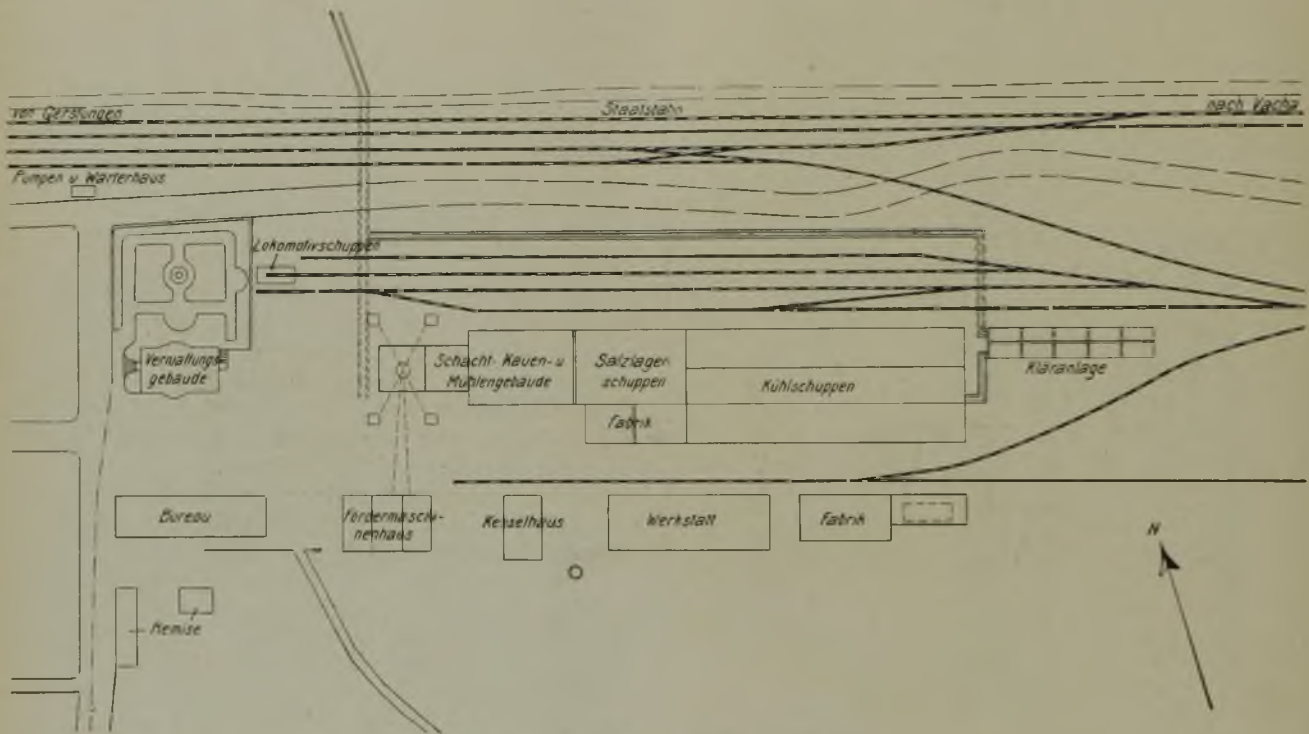 von Gerstungen
Staatsbahn
nach Vacha
Pumpen u Wärterhaus
Lokomotivschuppen
Verwaltungs-
gebäude
Schacht- Kauen- u
Mühlengebäude
Salzlager-
schuppen
Kühlschuppen
Kläranlage
Fabrik
Bureau
Fördermaschi-
nenhaus
Kesselhaus
Werkstatt
Fabrik
N
Remise